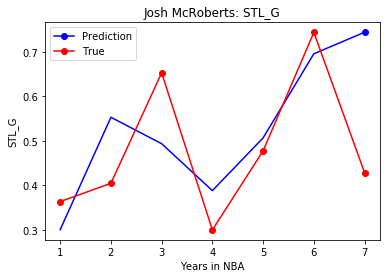 Josh McRoberts: STL_G
Prediction
True
0.7
0.6
0.5
0.4
0.3
STL_G
1 2 3 4 5 6 7
Years in NBA